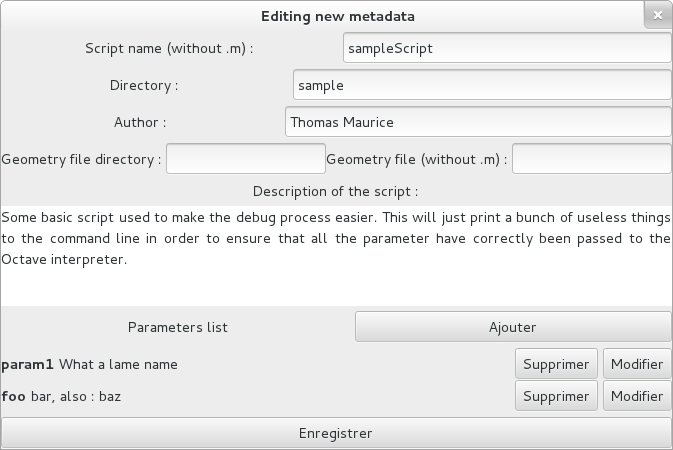 Editing new metadata
Script name (without .m) : sampleScript
Directory : sample
Author : Thomas Maurice
Geometry file directory : Geometry file (without .m) :
Description of the script :
Some basic script used to make the debug process easier. This will just print a bunch of useless things
to the command line in order to ensure that all the parameter have correctly been passed to the
Octave interpreter.
Parameters list Ajouter
param1 What a lame name Supprimer Modifier
foo bar, also : baz Supprimer Modifier
Enregistrer